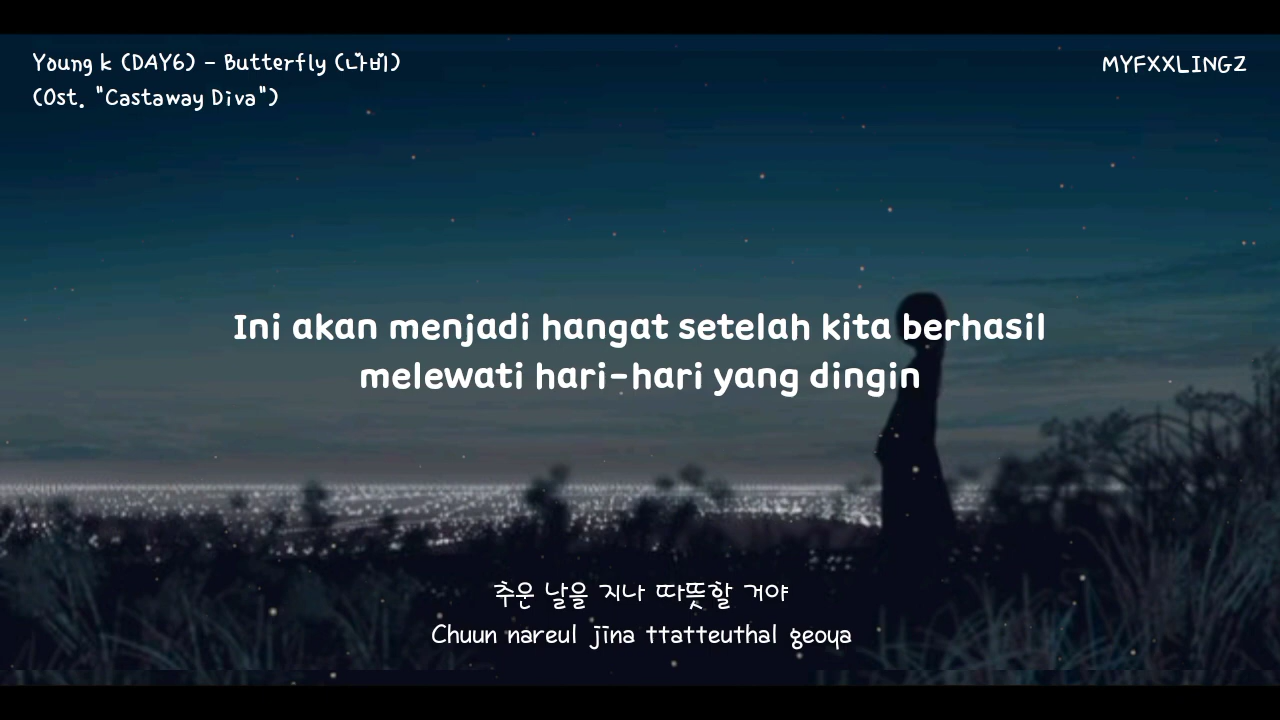 Young k (DAY6) - Butterfly (나비)
(Ost. "Castaway Diva")
MYFXXLINGZ
Ini akan menjadi hangat setelah kita berhasil
melewati hari-hari yang dingin
추운 날을 지나 따뜻할 거야
Chuun nareul jina ttatteuthal geoya